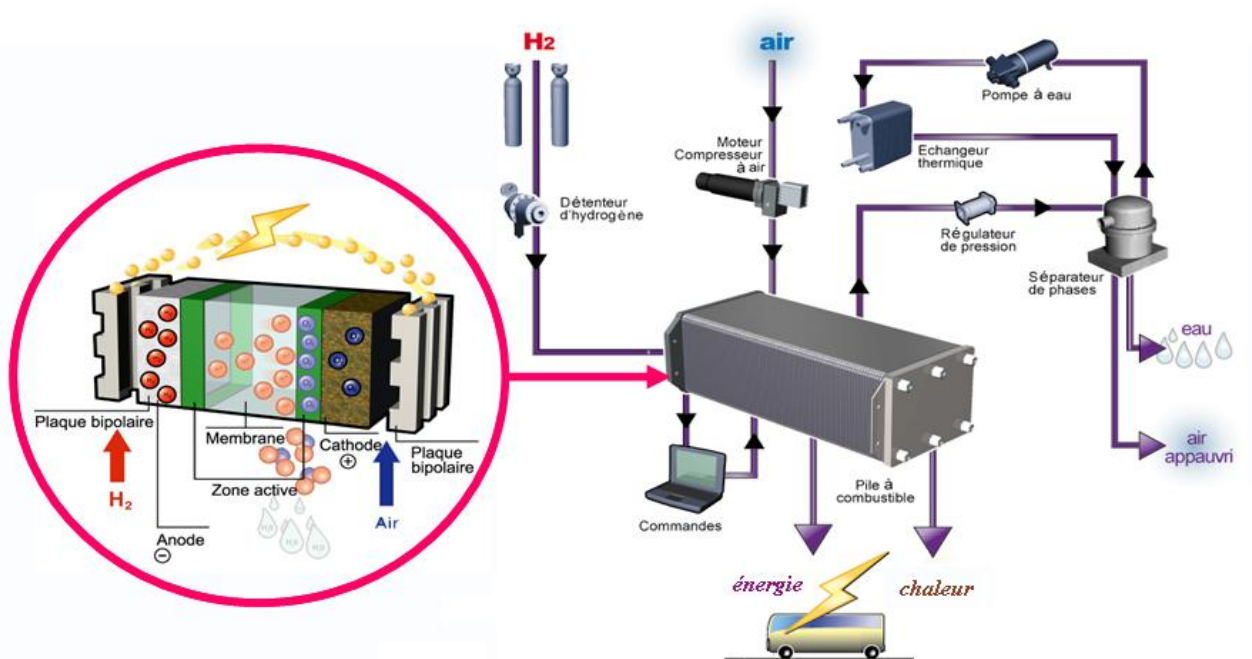 H2
air
Pompe à eau
Echangeur
thermique
Moteur
Compresseur
à air
Détenteur
d'hydrogène
Régulateur
de pression
Séparateur
de phases
eau
air
appauvri
Pile à
combustible
Commandes
énergie
chaleur
Plaque bipolaire
Membrane
Cathode
⊕
Plaque
bipolaire
Zone active
H₂
Air
Anode
⊖